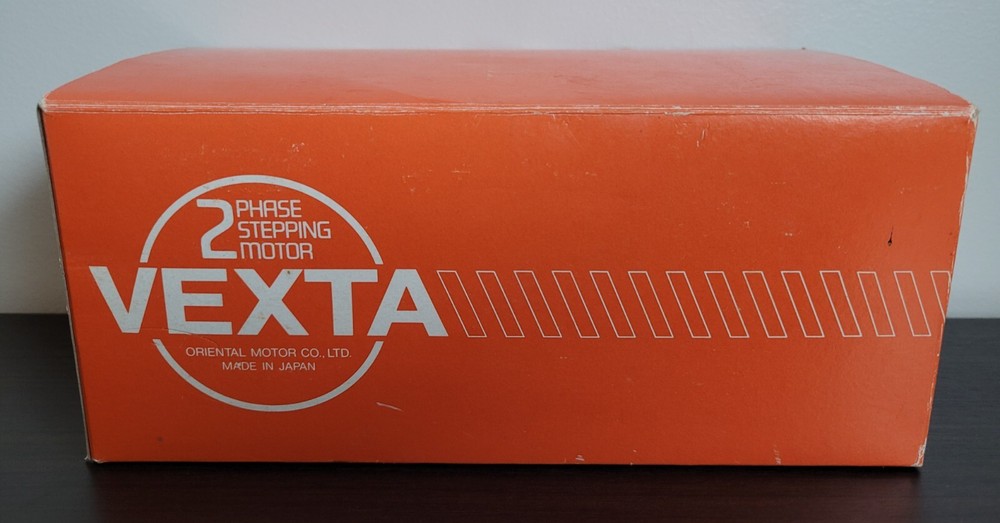 2 PHASE
STEPPING
MOTOR
VEXTA
ORIENTAL MOTOR CO., LTD.
MADE IN JAPAN